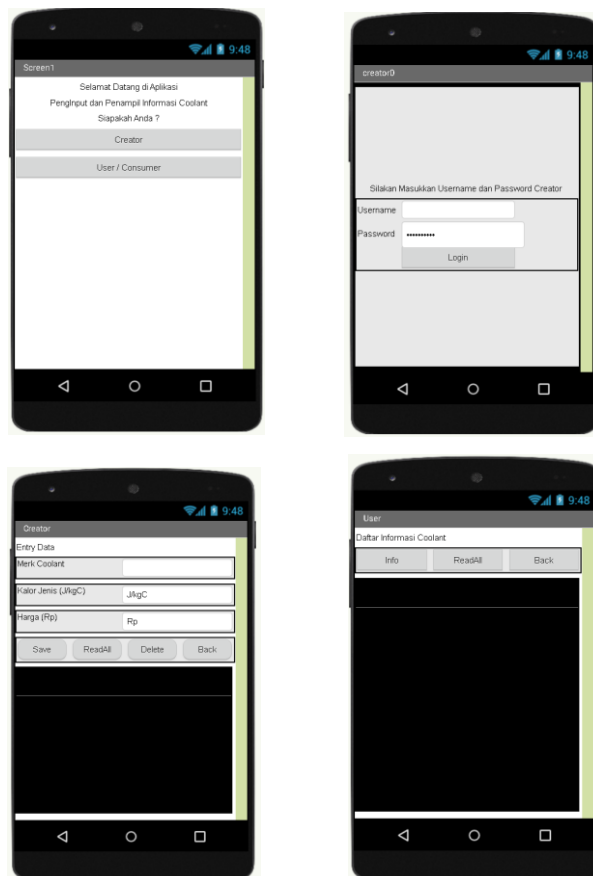 9:48
Screen1
Selamat Datang di Aplikasi
PengInput dan Penampil Informasi Coolant
Siapakah Anda ?
Creator
User / Consumer
9:48
creator0
Silakan Masukkan Username dan Password Creator
Username
Password ••••••••••
Login
9:48
Creator
Entry Data
Merk Coolant
Kalor Jenis (J/kgC) J/kgC
Harga (Rp) Rp
Save ReadAll Delete Back
9:48
User
Daftar Informasi Coolant
Info ReadAll Back